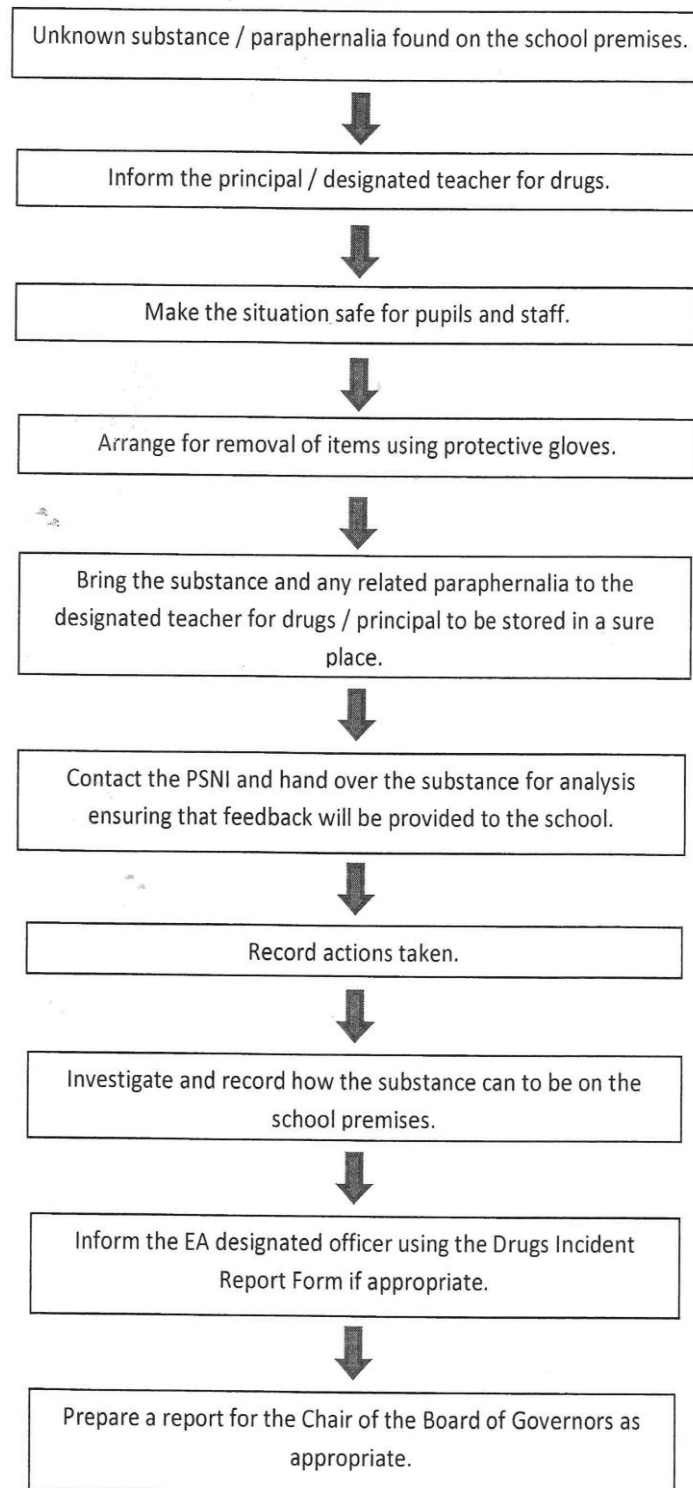 Unknown substance / paraphernalia found on the school premises.
Inform the principal / designated teacher for drugs.
Make the situation safe for pupils and staff.
Arrange for removal of items using protective gloves.
Bring the substance and any related paraphernalia to the
designated teacher for drugs / principal to be stored in a sure
place.
Contact the PSNI and hand over the substance for analysis
ensuring that feedback will be provided to the school.
Record actions taken.
Investigate and record how the substance can to be on the
school premises.
Inform the EA designated officer using the Drugs Incident
Report Form if appropriate.
Prepare a report for the Chair of the Board of Governors as
appropriate.